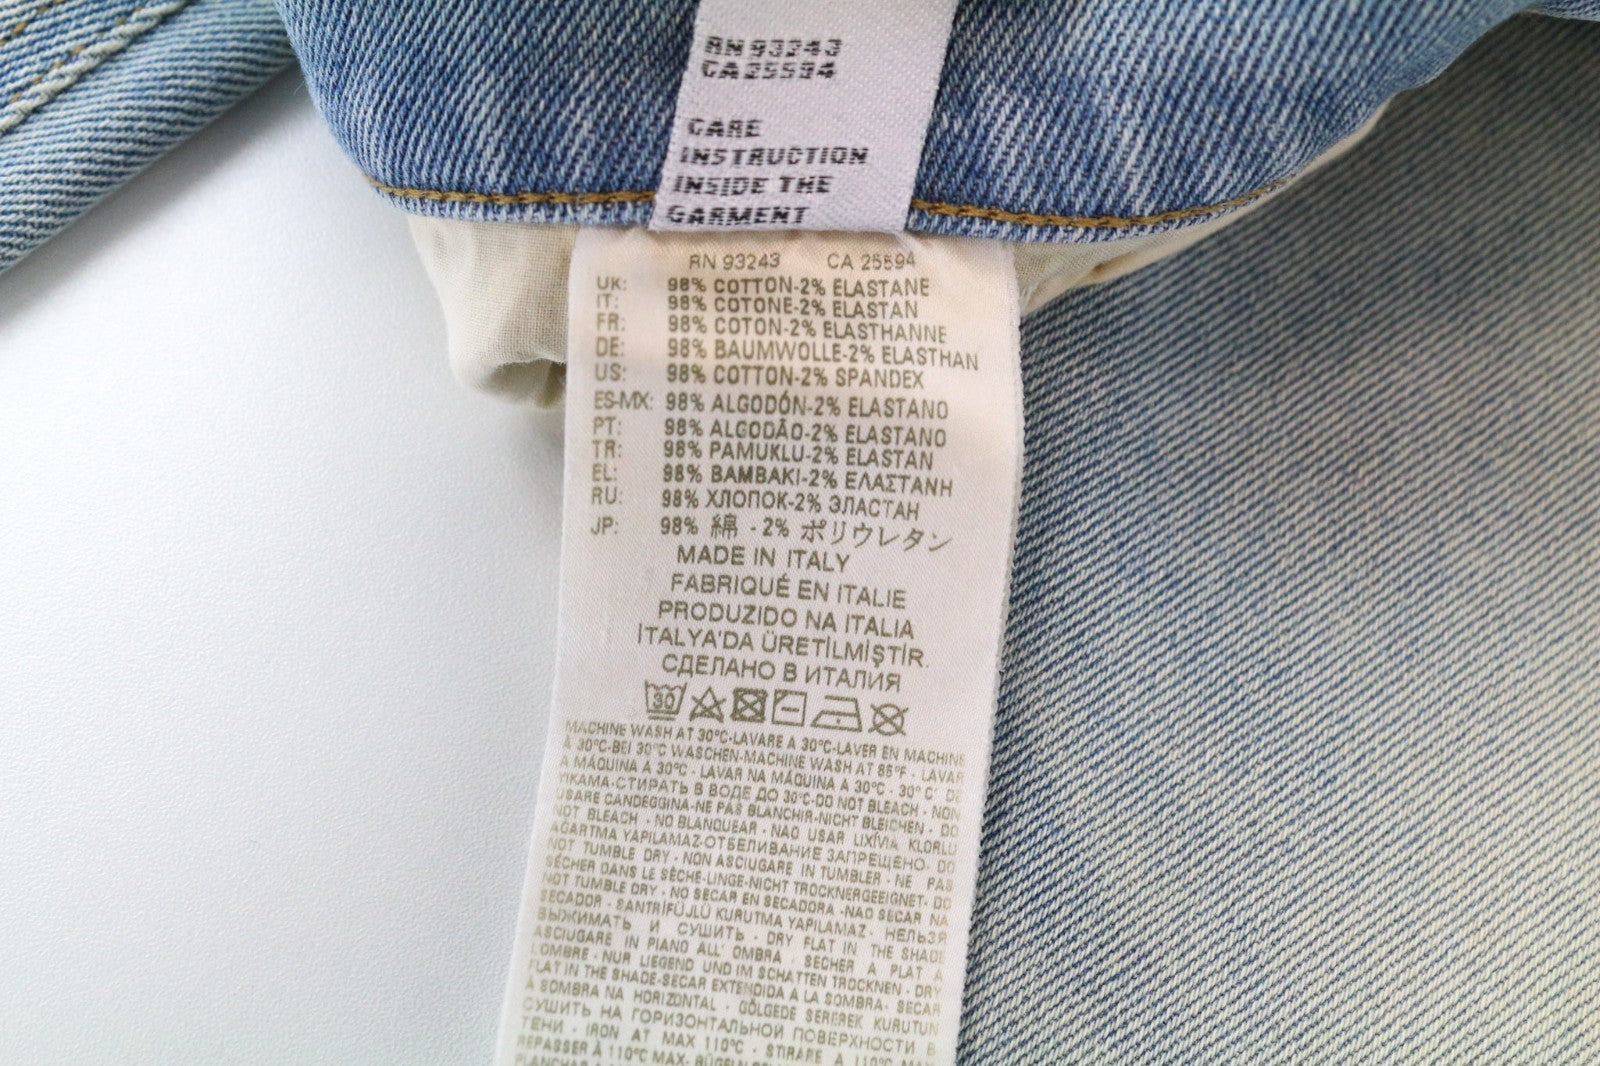 RN 93243
CA 25594
CARE
INSTRUCTION
INSIDE THE
GARMENT
RN 93243 CA 25594
UK: 98% COTTON-2% ELASTANE
IT: 98% COTONE-2% ELASTAN
FR: 98% COTON-2% ELASTHANNE
DE: 98% BAUMWOLLE-2% ELASTHAN
US: 98% COTTON-2% SPANDEX
ES-MX: 98% ALGODÓN-2% ELASTANO
PT: 98% ALGODÃO-2% ELASTANO
TR: 98% PAMUKLU-2% ELASTAN
EL: 98% BAMBAKI-2% ΕΛΑΣΤΑΝΗ
RU: 98% ХЛОПОК-2% ЭЛАСТАН
JP: 98% 綿 - 2% ポリウレタン
MADE IN ITALY
FABRIQUÉ EN ITALIE
PRODUZIDO NA ITALIA
İTALYA'DA ÜRETİLMİŞTİR.
СДЕЛАНО В ИТАЛИЯ
30
MACHINE WASH AT 30°C-LAVARE A 30°C-LAVER EN MACHINE
À 30°C-BEI 30°C WASCHEN-MACHINE WASH AT 85°F - LAVAR
A MÁQUINA A 30°C - LAVAR NA MÁQUINA A 30°C - 30° C' DE
YIKAMA-СТИРАТЬ В ВОДЕ ДО 30°C-DO NOT BLEACH - NON
USARE CANDEGGINA-NE PAS BLANCHIR-NICHT BLEICHEN - DO
NOT BLEACH - NO BLANQUEAR - NAO USAR LIXÍVIA KLORLU
AĞARTMA YAPILAMAZ-ОТБЕЛИВАНИЕ ЗАПРЕЩЕНО- DO
NOT TUMBLE DRY - NON ASCIUGARE IN TUMBLER - NE PAS
SÉCHER DANS LE SÈCHE-LINGE-NICHT TROCKNERGEEIGNET- DO
NOT TUMBLE DRY - NO SECAR EN SECADORA -NAO SECAR NA
SECADOR - SANTRİFÜJLÜ KURUTMA YAPILAMAZ- НЕЛЬЗЯ
ВЫЖИМАТЬ И СУШИТЬ - DRY FLAT IN THE SHADE
ASCIUGARE IN PIANO ALL' OMBRA - SÉCHER À PLAT À
L'OMBRE - NUR LIEGEND UND IM SCHATTEN TROCKNEN - DRY
FLAT IN THE SHADE-SECAR EXTENDIDA A LA SOMBRA- SECAR
A SOMBRA NA HORIZONTAL - GÖLGEDE SEREREK KURUTUN
СУШИТЬ НА ГОРИЗОНТАЛЬНОЙ ПОВЕРХНОСТИ В
ТЕНИ - IRON AT MAX 110°C - STIRARE A 110°C MAX
REPASSER À 110°C MAX-